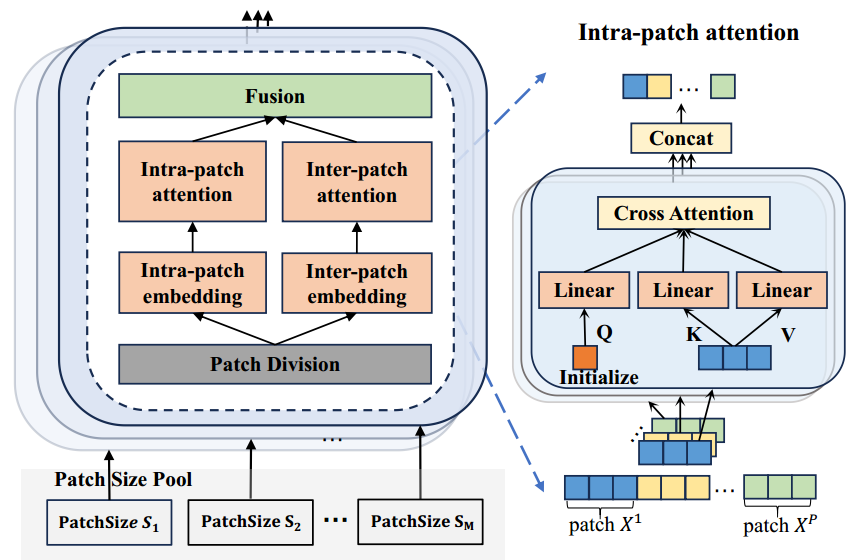 Fusion
Intra-patch
attention
Inter-patch
attention
Intra-patch
embedding
Inter-patch
embedding
Patch Division
...
Patch Size Pool
PatchSize S₁
PatchSize S₂
...
PatchSize S_M
Intra-patch attention
...
Concat
Cross Attention
Linear
Linear
Linear
Q
K
V
Initialize
...
...
patch X¹
patch Xᴾ